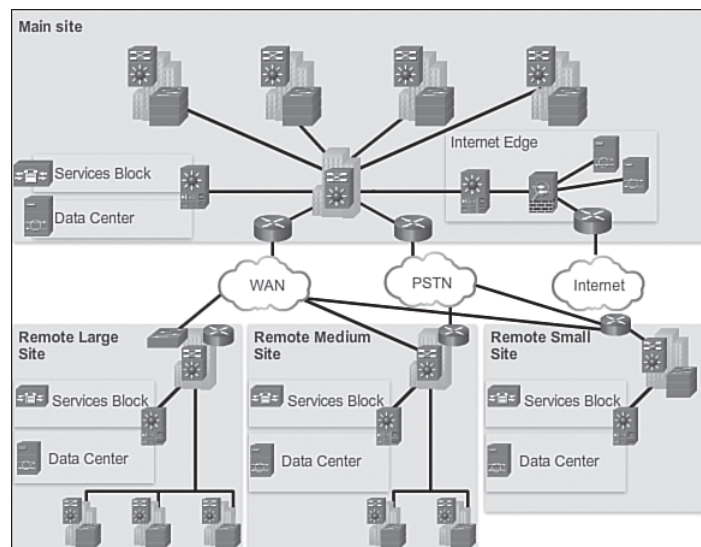 Main site
Internet Edge
Services Block
Data Center
WAN
PSTN
Internet
Remote Large
Site
Services Block
Data Center
Remote Medium
Site
Services Block
Data Center
Remote Small
Site
Services Block
Data Center